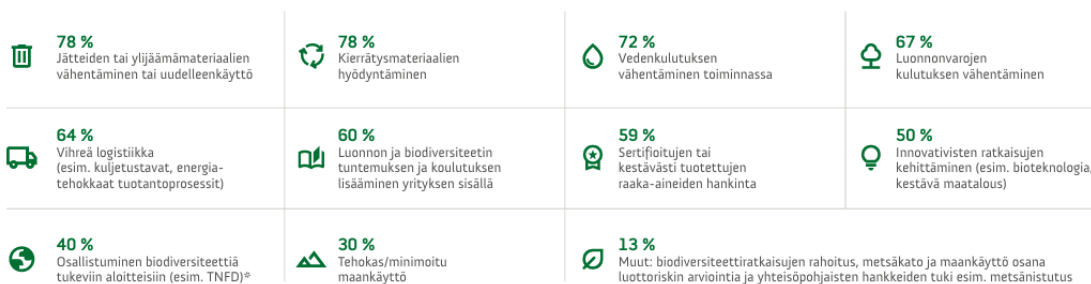 78 %
Jätteiden tai ylijäämämateriaalien
vähentäminen tai uudelleenkäyttö
78 %
Kierrätysmateriaalien
hyödyntäminen
72 %
Vedenkulutuksen
vähentäminen toiminnassa
67 %
Luonnonvarojen
kulutuksen vähentäminen
64 %
Vihreä logistiikka
(esim. kuljetustavat, energia-
tehokkaat tuotantoprosessit)
60 %
Luonnon ja biodiversiteetin
tuntemuksen ja koulutuksen
lisääminen yrityksen sisällä
59 %
Sertifioitujen tai
kestävästi tuotettujen
raaka-aineiden hankinta
50 %
Innovativisten ratkaisujen
kehittäminen (esim. bioteknologia,
kestävä maatalous)
40 %
Osallistuminen biodiversiteettiä
tukeviin aloitteisiin (esim. TNFD)*
30 %
Tehokas/minimoitu
maankäyttö
13 %
Muut: biodiversiteettiratkaisujen rahoitus, metsäkato ja maankäyttö osana
luottoriskin arviointia ja yhteisöpohjaisten hankkeiden tuki esim. metsänistutus